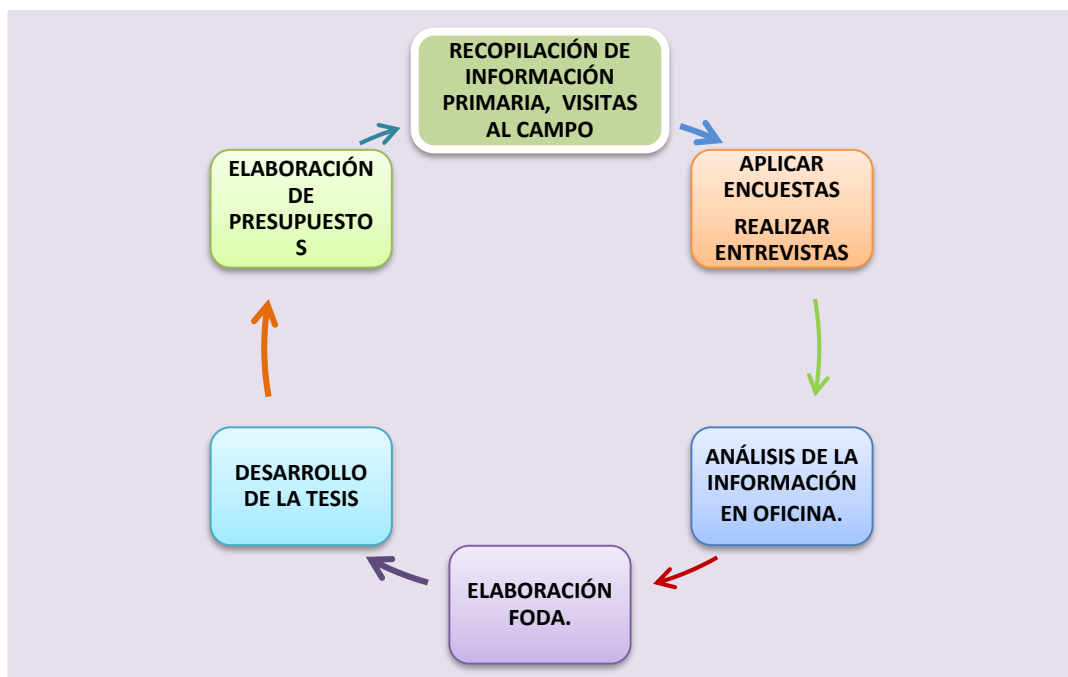 RECOPILACIÓN DE
INFORMACIÓN
PRIMARIA, VISITAS
AL CAMPO
APLICAR
ENCUESTAS
REALIZAR
ENTREVISTAS
ANÁLISIS DE LA
INFORMACIÓN
EN OFICINA.
ELABORACIÓN
FODA.
DESARROLLO
DE LA TESIS
ELABORACIÓN
DE
PRESUPUESTO
S